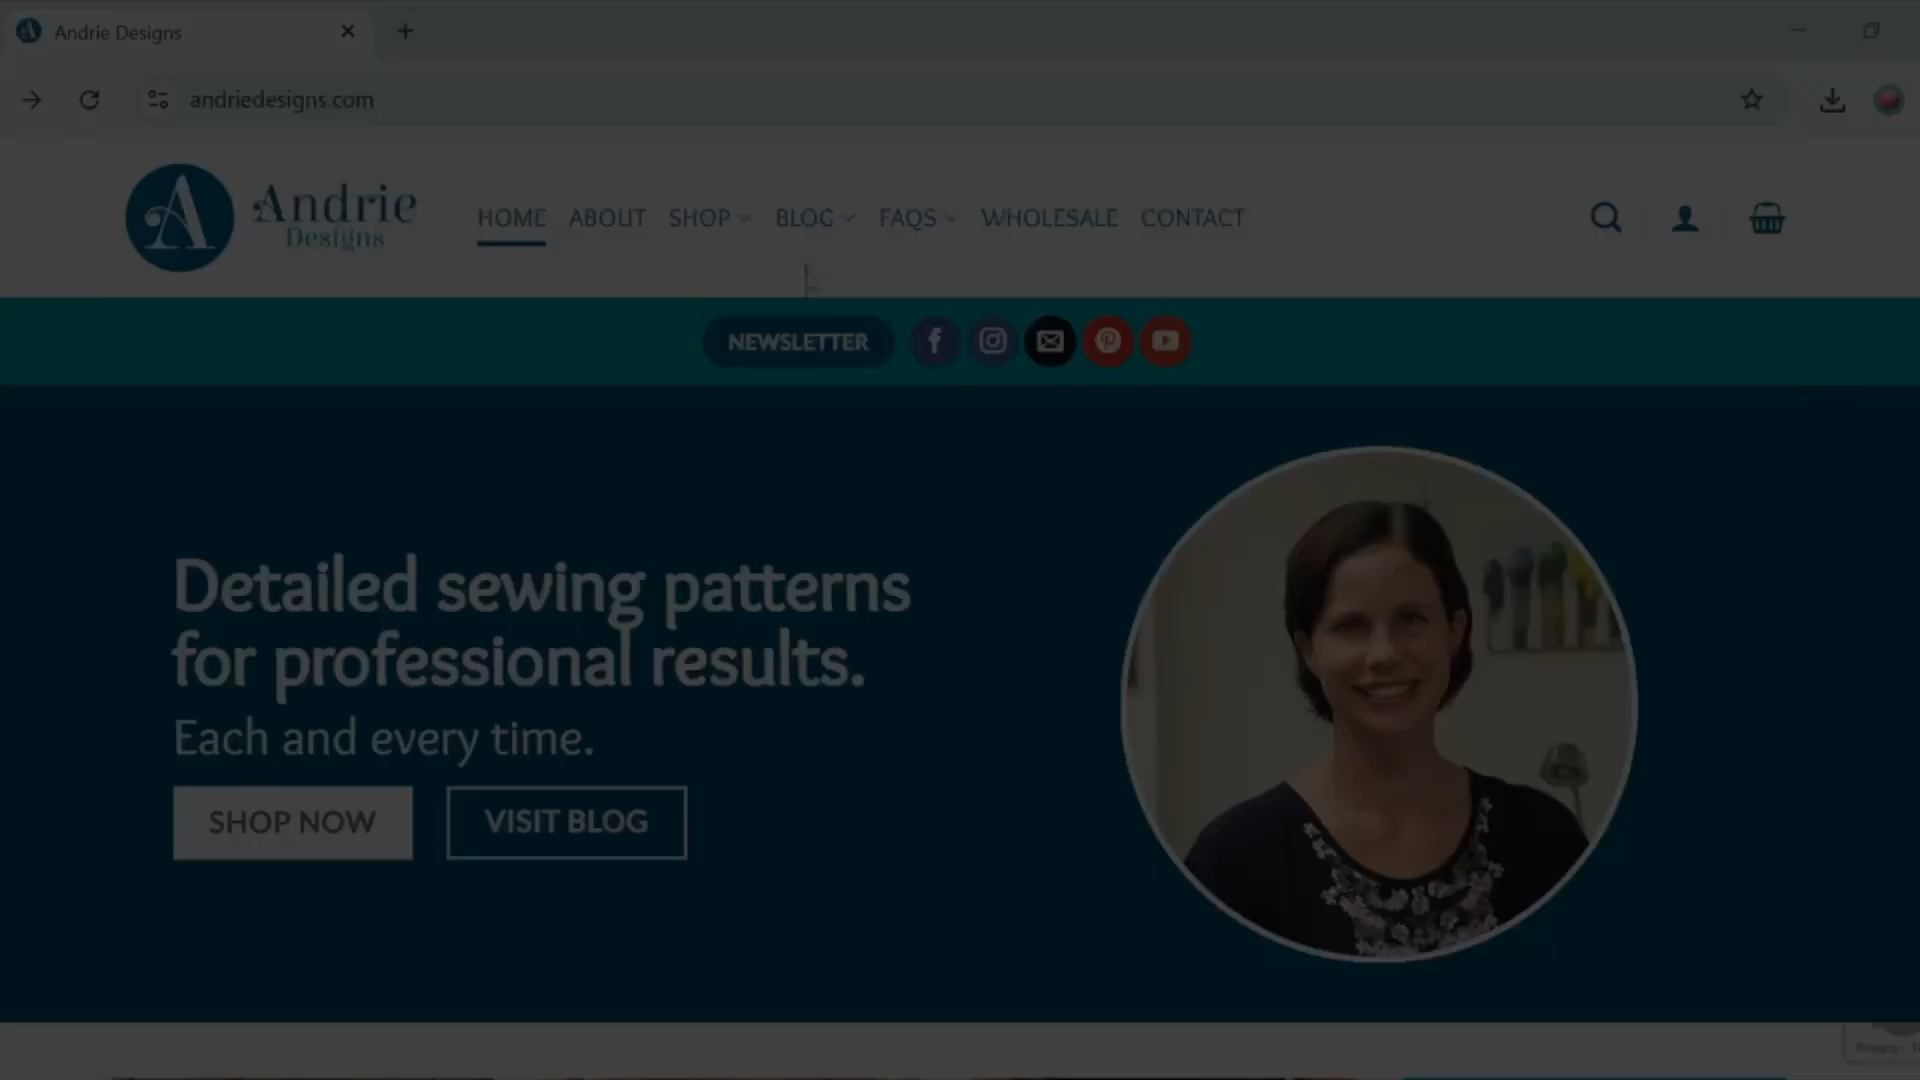 Andrie Designs
andriedesigns.com
Andrie
Designs
HOME ABOUT SHOP BLOG FAQS WHOLESALE CONTACT
NEWSLETTER
Detailed sewing patterns
for professional results.
Each and every time.
SHOP NOW VISIT BLOG
Privacy